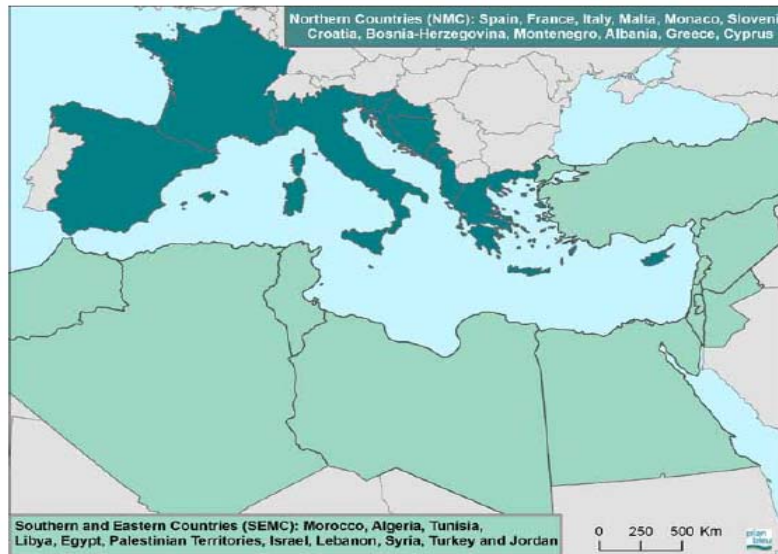 Northern Countries (NMC): Spain, France, Italy, Malta, Monaco, Sloveni
Croatia, Bosnia-Herzegovina, Montenegro, Albania, Greece, Cyprus
Southern and Eastern Countries (SEMC): Morocco, Algeria, Tunisia,
Libya, Egypt, Palestinian Territories, Israel, Lebanon, Syria, Turkey and Jordan
0 250 500 Km
plan
bleu